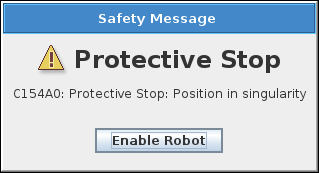 Safety Message
Protective Stop
C154A0: Protective Stop: Position in singularity
Enable Robot